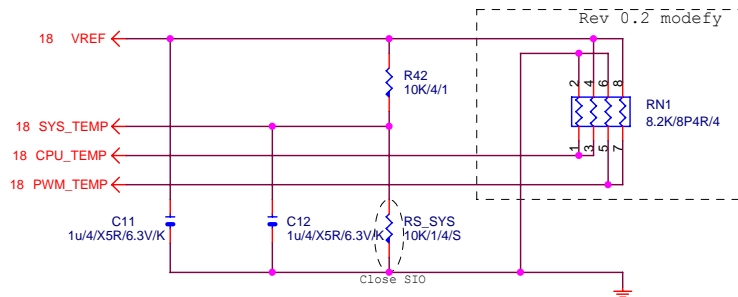 Rev 0.2 modefy
18 VREF
R42
10K/4/1
2 4 6 8
RN1
8.2K/8P4R/4
18 SYS_TEMP
1 3 5 7
18 CPU_TEMP
18 PWM_TEMP
C11
1u/4/X5R/6.3V/K
C12
1u/4/X5R/6.3V/K
RS_SYS
10K/1/4/S
Close SIO